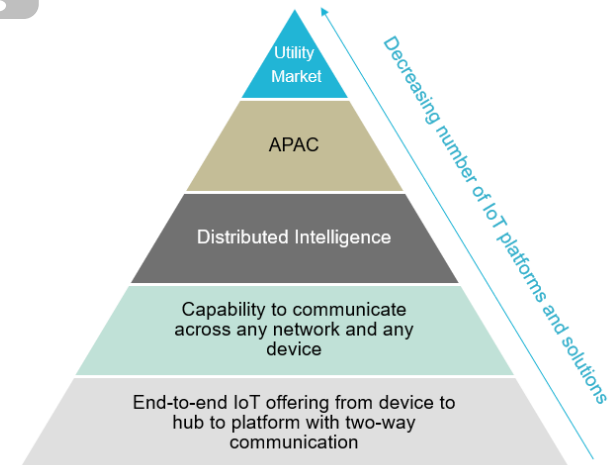 Utility
Market
APAC
Distributed Intelligence
Capability to communicate
across any network and any
device
End-to-end IoT offering from device to
hub to platform with two-way
communication
Decreasing number of IoT platforms and solutions